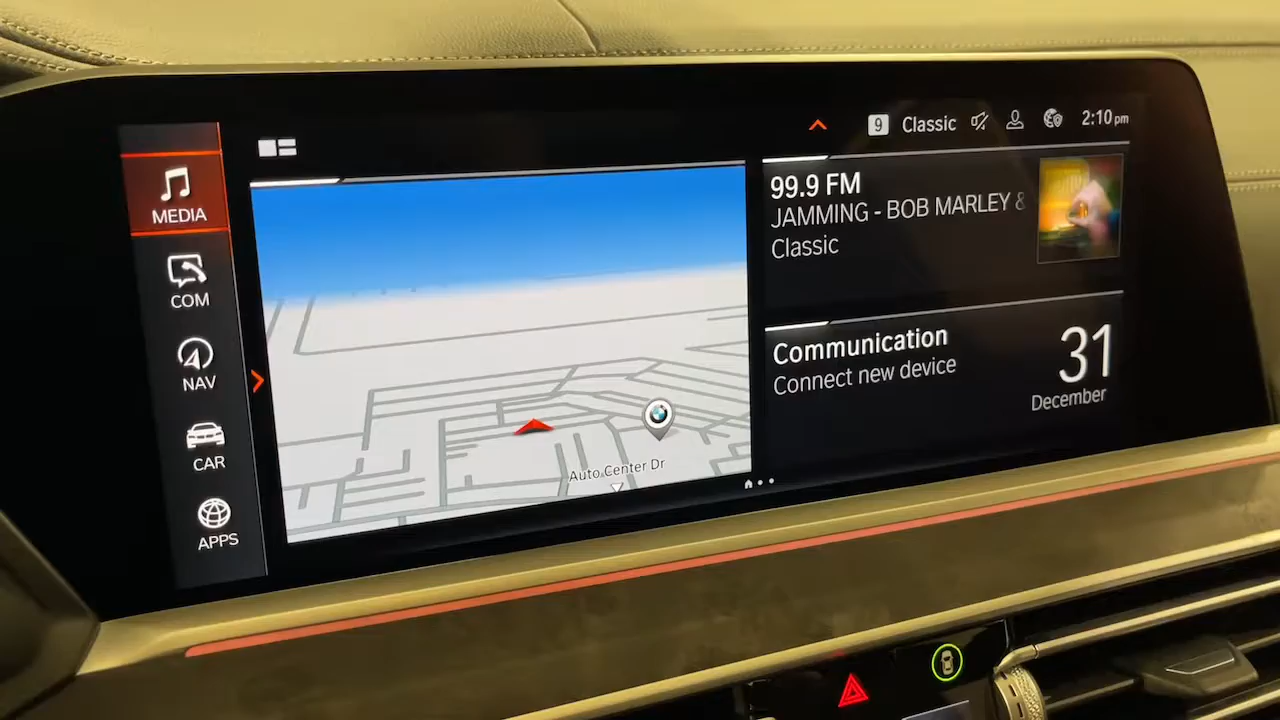 9 Classic 2:10 pm
MEDIA
COM
NAV
CAR
APPS
Auto Center Dr
99.9 FM
JAMMING - BOB MARLEY &
Classic
Communication
Connect new device
31
December